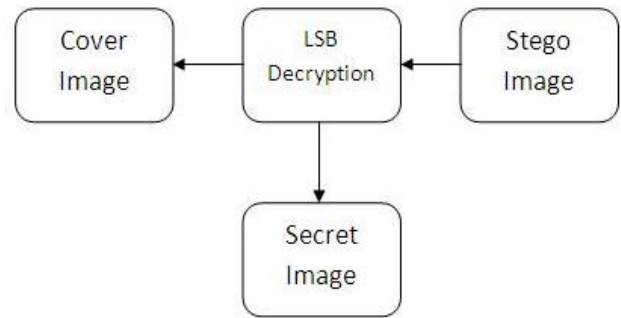 Cover
Image
LSB
Decryption
Stego
Image
Secret
Image